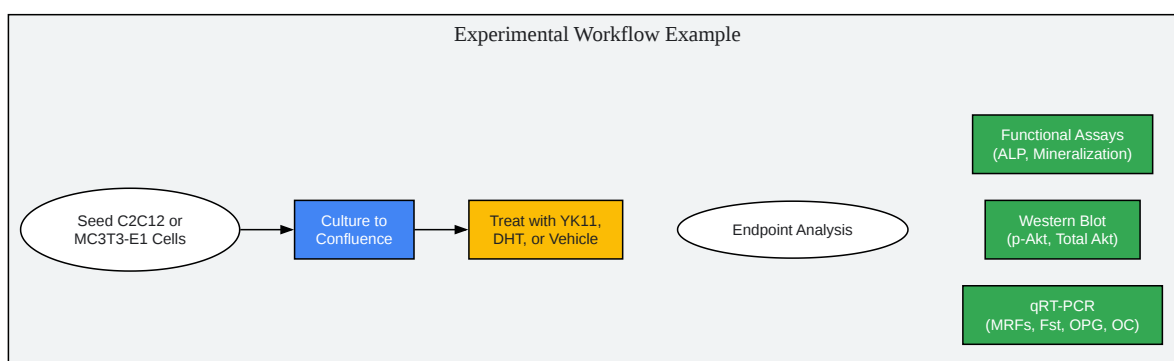 Experimental Workflow Example
Seed C2C12 or
MC3T3-E1 Cells
Culture to
Confluence
Treat with YK11,
DHT, or Vehicle
Endpoint Analysis
Functional Assays
(ALP, Mineralization)
Western Blot
(p-Akt, Total Akt)
qRT-PCR
(MRFs, Fst, OPG, OC)